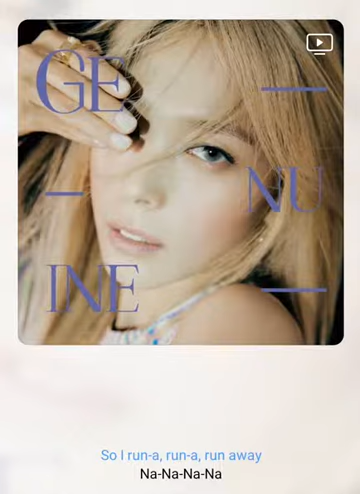 GE
NU
INE
So I run-a, run-a, run away
Na-Na-Na-Na